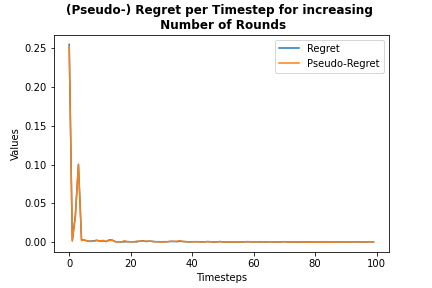 (Pseudo-) Regret per Timestep for increasing
Number of Rounds
Regret
Pseudo-Regret
Values
0.25
0.20
0.15
0.10
0.05
0.00
0 20 40 60 80 100
Timesteps